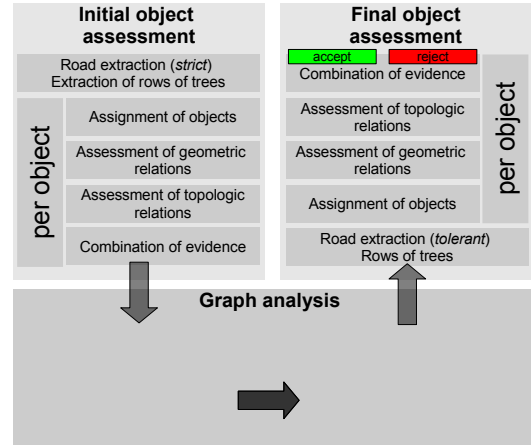 Initial object
assessment
Road extraction (strict)
Extraction of rows of trees
per object
Assignment of objects
Assessment of geometric
relations
Assessment of topologic
relations
Combination of evidence
Final object
assessment
accept
reject
Combination of evidence
Assessment of topologic
relations
Assessment of geometric
relations
Assignment of objects
per object
Road extraction (tolerant)
Rows of trees
Graph analysis